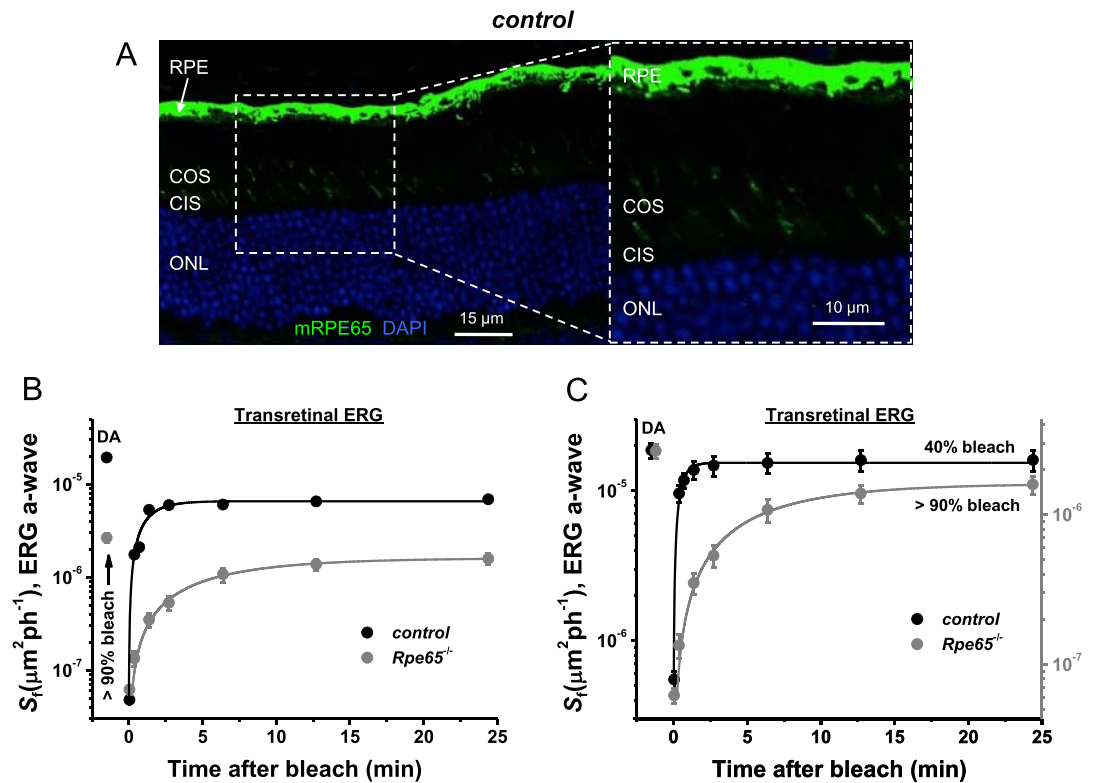 control
A
RPE
COS
CIS
ONL
mRPE65 DAPI
15 µm
RPE
COS
CIS
ONL
10 µm
B
Transretinal ERG
DA
> 90% bleach
Sf(µm²ph⁻¹), ERG a-wave
10⁻⁵
10⁻⁶
10⁻⁷
control
Rpe65⁻/⁻
0 5 10 15 20 25
Time after bleach (min)
C
Transretinal ERG
DA
40% bleach
> 90% bleach
Sf(µm²ph⁻¹), ERG a-wave
10⁻⁵
10⁻⁶
10⁻⁶
10⁻⁷
control
Rpe65⁻/⁻
0 5 10 15 20 25
Time after bleach (min)